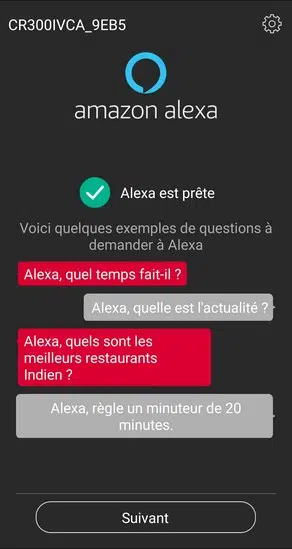 CR300IVCA_9EB5
amazon alexa
Alexa est prête
Voici quelques exemples de questions à
demander à Alexa
Alexa, quel temps fait-il ?
Alexa, quelle est l'actualité ?
Alexa, quels sont les
meilleurs restaurants
Indien ?
Alexa, règle un minuteur de 20
minutes.
Suivant